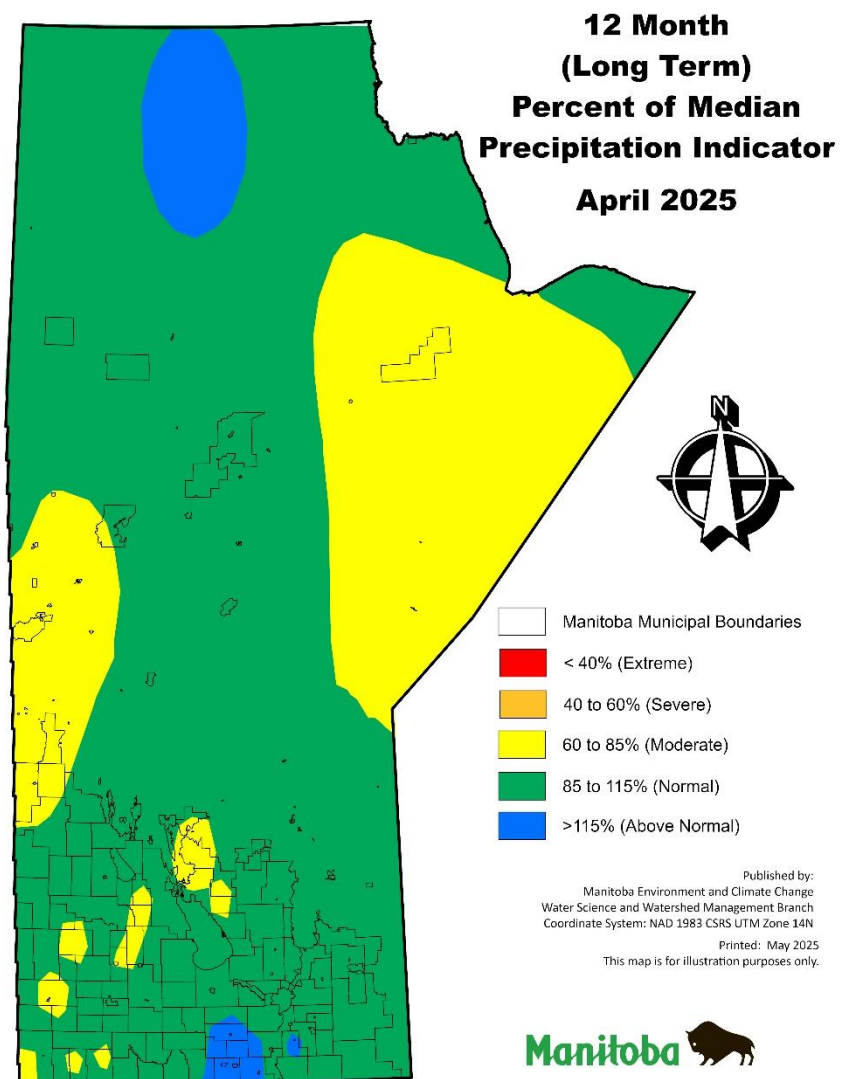 12 Month
(Long Term)
Percent of Median
Precipitation Indicator
April 2025
N
Manitoba Municipal Boundaries
< 40% (Extreme)
40 to 60% (Severe)
60 to 85% (Moderate)
85 to 115% (Normal)
>115% (Above Normal)
Published by:
Manitoba Environment and Climate Change
Water Science and Watershed Management Branch
Coordinate System: NAD 1983 CSRS UTM Zone 14N
Printed: May 2025
This map is for illustration purposes only.
Manitoba